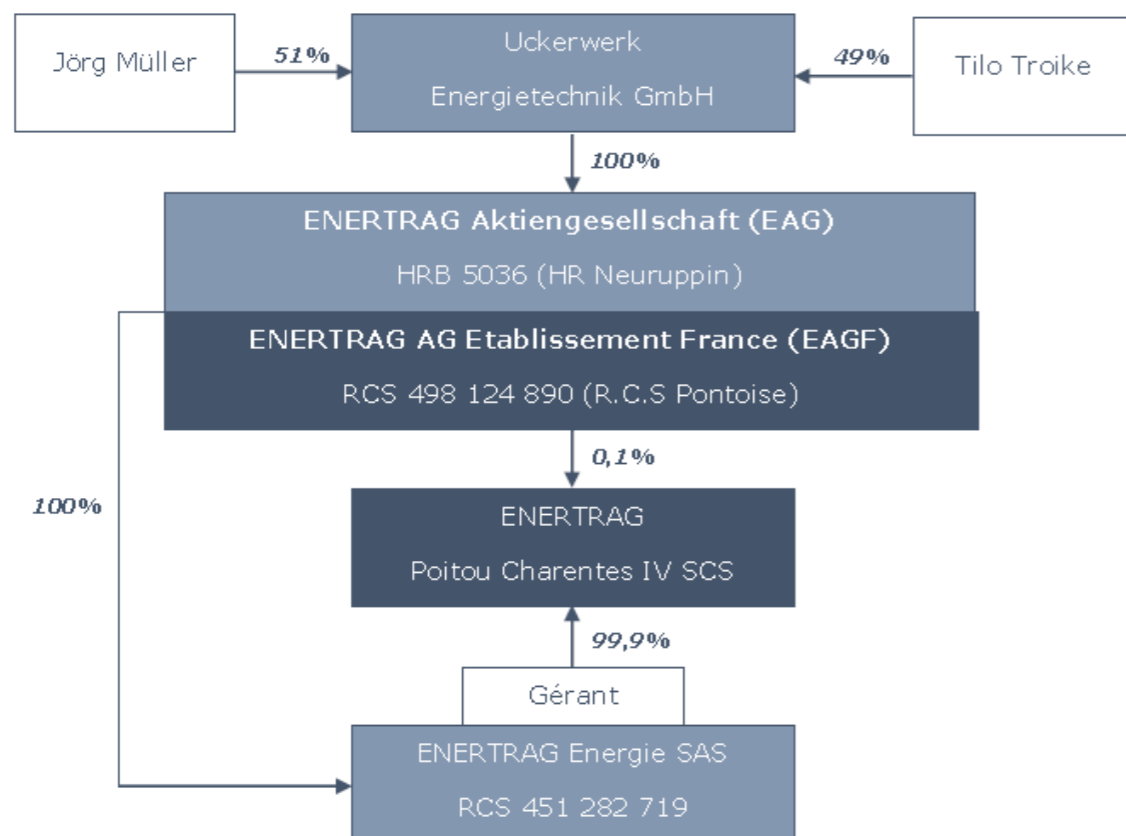 Jörg Müller
51%
Uckerwerk
Energietechnik GmbH
49%
Tilo Troike
100%
ENERTRAG Aktiengesellschaft (EAG)
HRB 5036 (HR Neuruppin)
ENERTRAG AG Etablissement France (EAGF)
RCS 498 124 890 (R.C.S Pontoise)
0,1%
100%
ENERTRAG
Poitou Charentes IV SCS
99,9%
Gérant
ENERTRAG Energie SAS
RCS 451 282 719